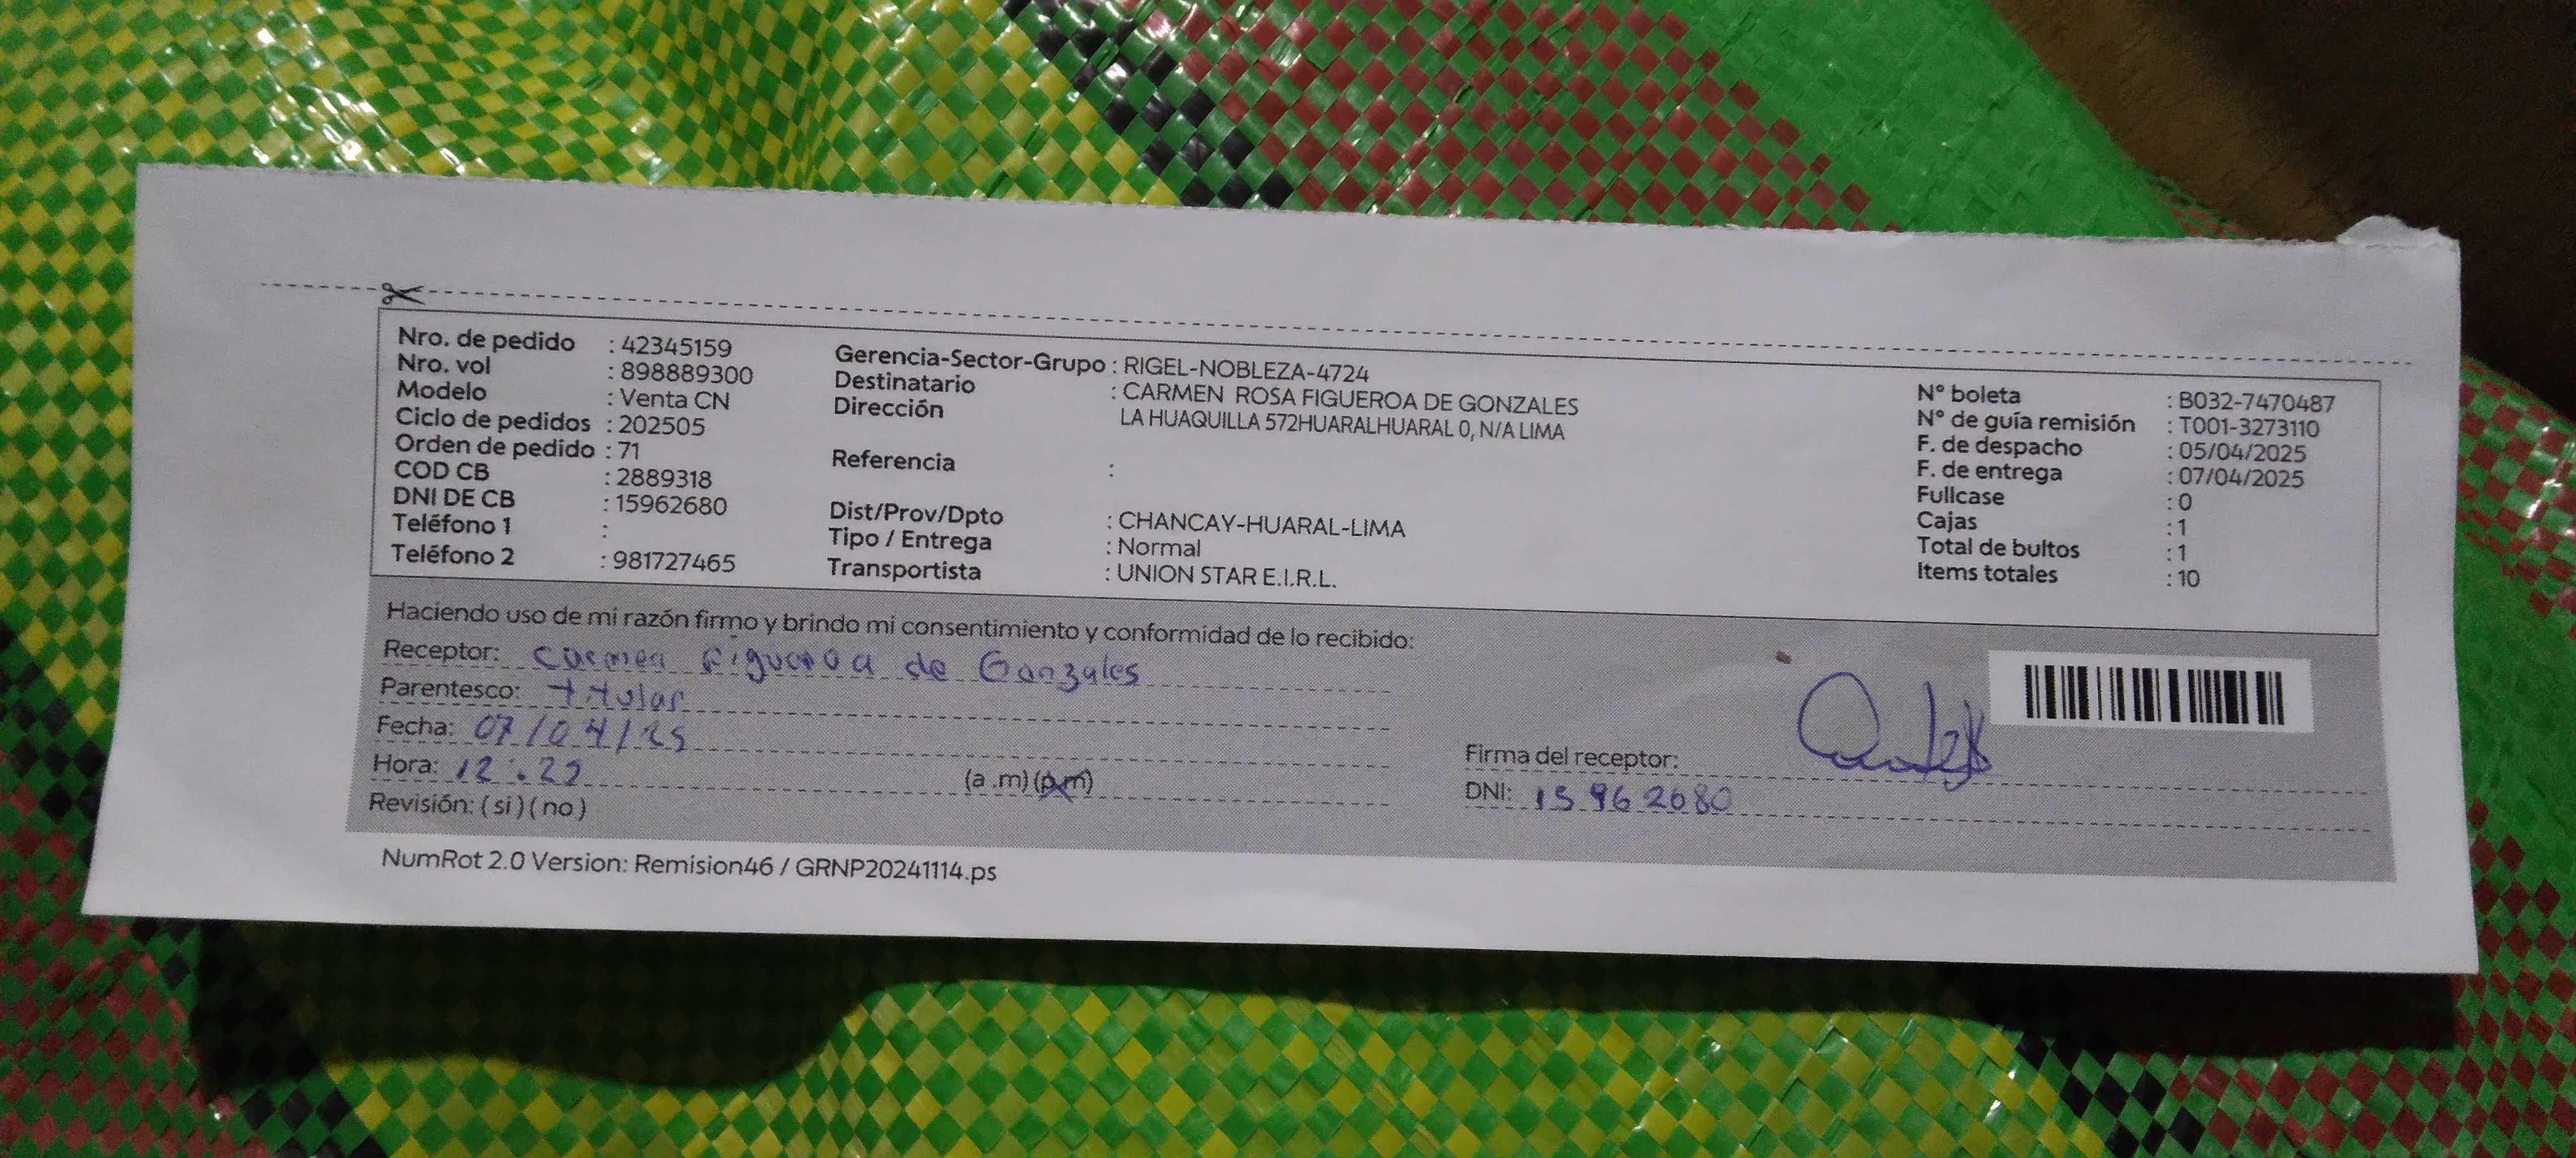 Nro. de pedido : 42345159
Nro. vol : 898889300
Modelo : Venta CN
Ciclo de pedidos : 202505
Orden de pedido : 71
COD CB : 2889318
DNI DE CB : 15962680
Teléfono 1 :
Teléfono 2 : 981727465
Gerencia-Sector-Grupo : RIGEL-NOBLEZA-4724
Destinatario : CARMEN ROSA FIGUEROA DE GONZALES
Dirección LA HUAQUILLA 572HUARALHUARAL 0, N/A LIMA
Referencia :
Dist/Prov/Dpto : CHANCAY-HUARAL-LIMA
Tipo / Entrega : Normal
Transportista : UNION STAR E.I.R.L.
N° boleta : B032-7470487
N° de guía remisión : T001-3273110
F. de despacho : 05/04/2025
F. de entrega : 07/04/2025
Fullcase : 0
Cajas : 1
Total de bultos : 1
Items totales : 10
Haciendo uso de mi razón firmo y brindo mi consentimiento y conformidad de lo recibido:
Receptor: Carmen Figueroa de Gonzales
Parentesco: titular
Fecha: 07/04/25
Hora: 12:22 (a .m) (p.m)
Revisión: ( si ) ( no )
Firma del receptor:
DNI: 15962680
NumRot 2.0 Version: Remision46 / GRNP20241114.ps